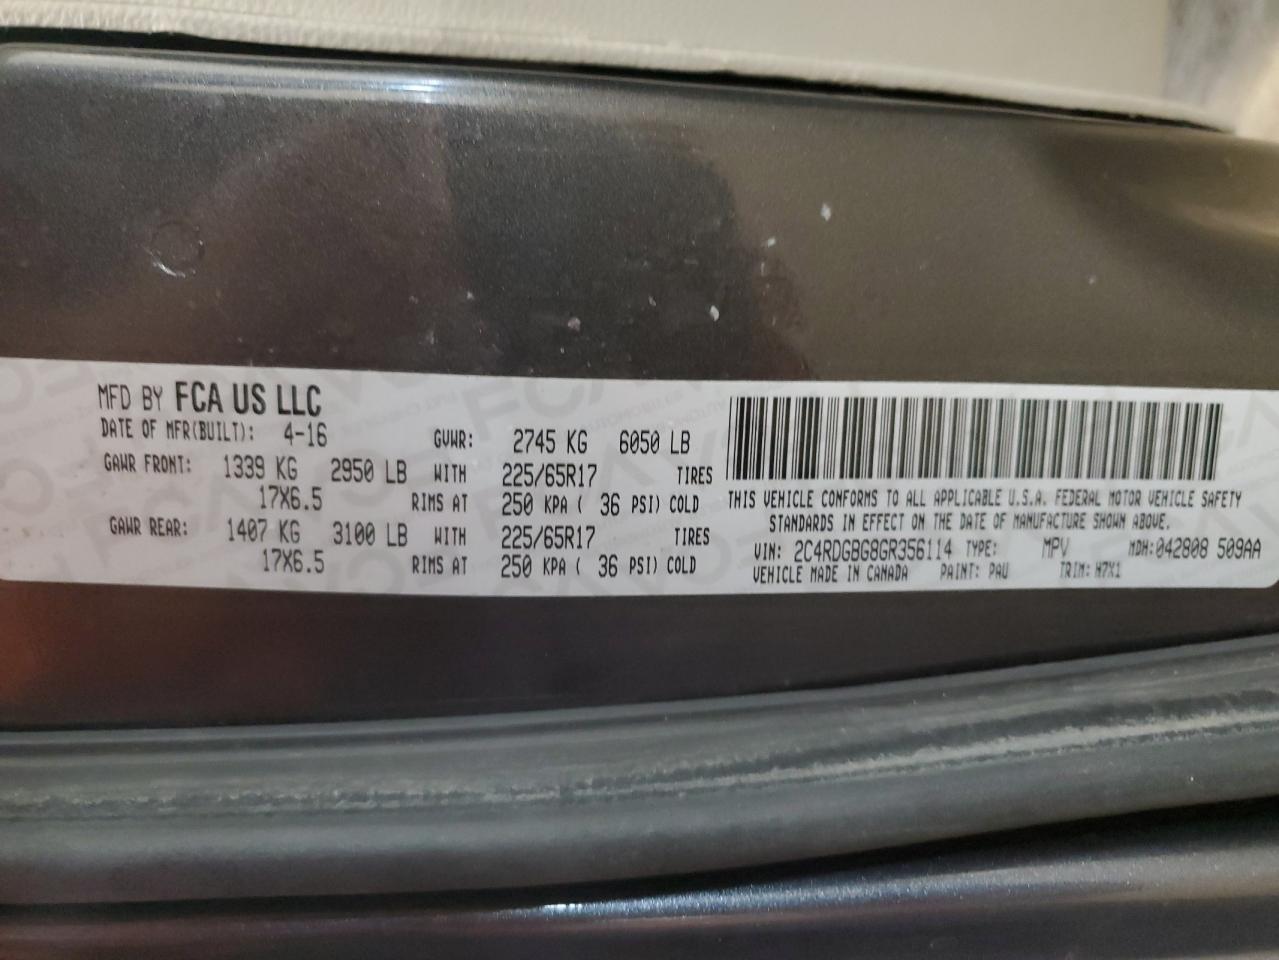 MFD BY FCA US LLC
DATE OF MFR(BUILT): 4-16 GVWR: 2745 KG 6050 LB
GAWR FRONT: 1339 KG 2950 LB WITH 225/65R17 TIRES
17X6.5 RIMS AT 250 KPA ( 36 PSI) COLD
GAWR REAR: 1407 KG 3100 LB WITH 225/65R17 TIRES
17X6.5 RIMS AT 250 KPA ( 36 PSI) COLD
THIS VEHICLE CONFORMS TO ALL APPLICABLE U.S.A. FEDERAL MOTOR VEHICLE SAFETY
STANDARDS IN EFFECT ON THE DATE OF MANUFACTURE SHOWN ABOVE.
VIN: 2C4RDGBG8GR356114 TYPE: MPV MDH:042808 509AA
VEHICLE MADE IN CANADA PAINT: PAU TRIM: H7X1